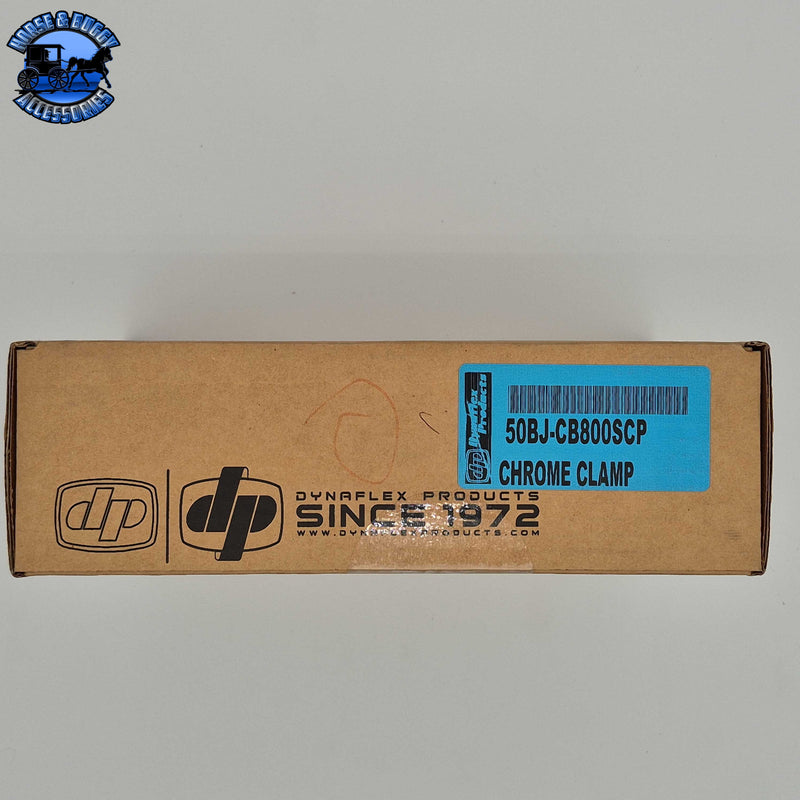 HORSE & BUGGY
ACCESSORIES
Dynaflex
Products
50BJ-CB800SCP
CHROME CLAMP
dp
dp
dp
DYNAFLEX PRODUCTS
SINCE 1972
WWW.DYNAFLEXPRODUCTS.COM